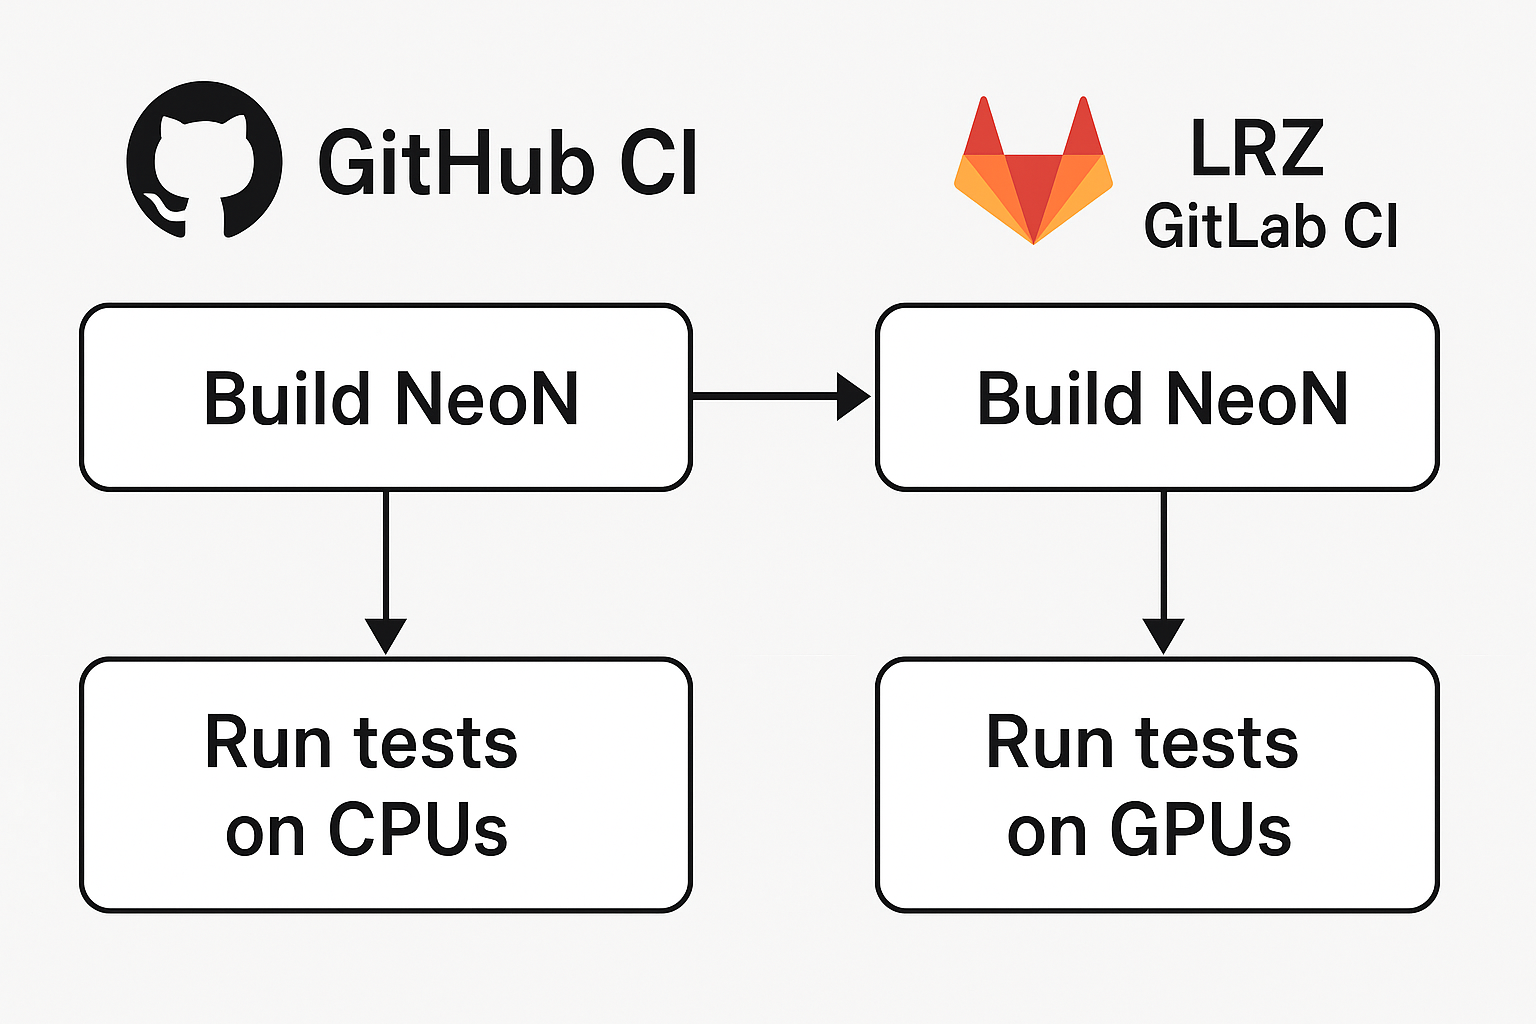 GitHub CI
LRZ
GitLab CI
Build NeoN
Build NeoN
Run tests
on CPUs
Run tests
on GPUs